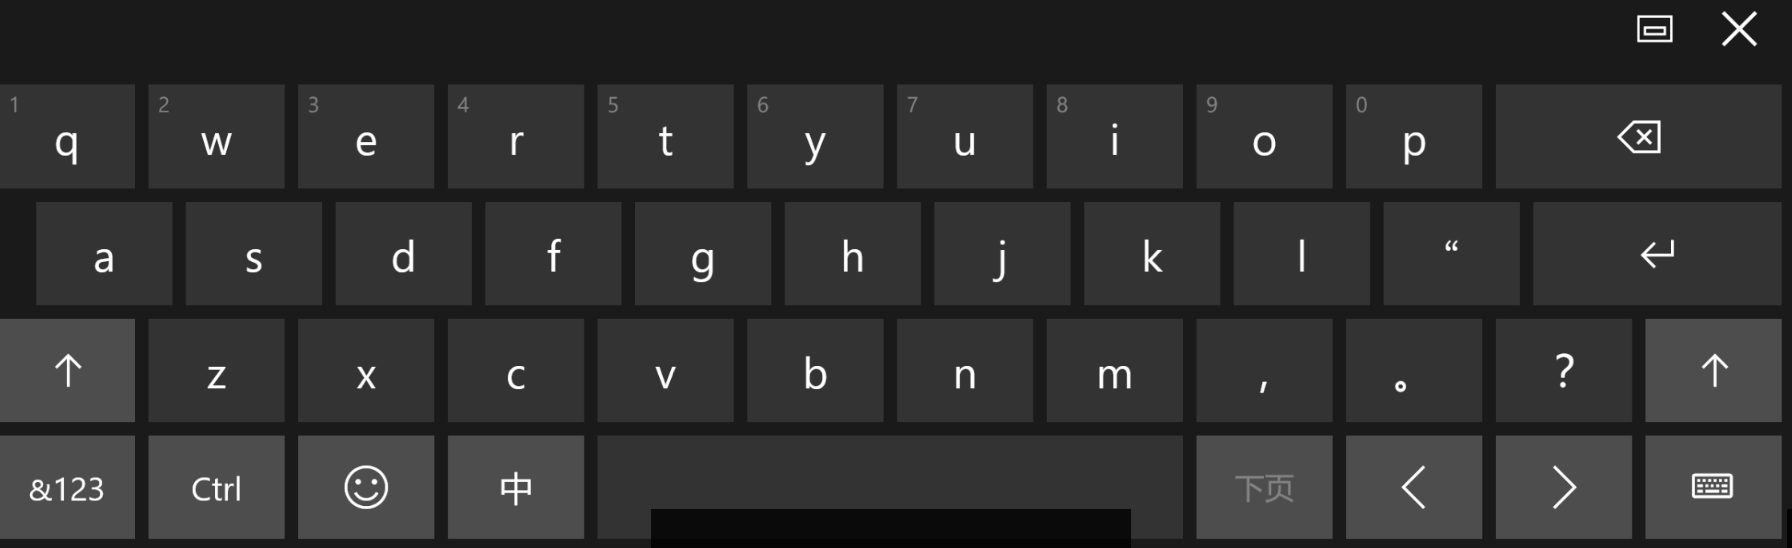 1 2 3 4 5 6 7 8 9 0
q w e r t y u i o p
a s d f g h j k l “
z x c v b n m , 。 ?
&123 Ctrl 中 下页